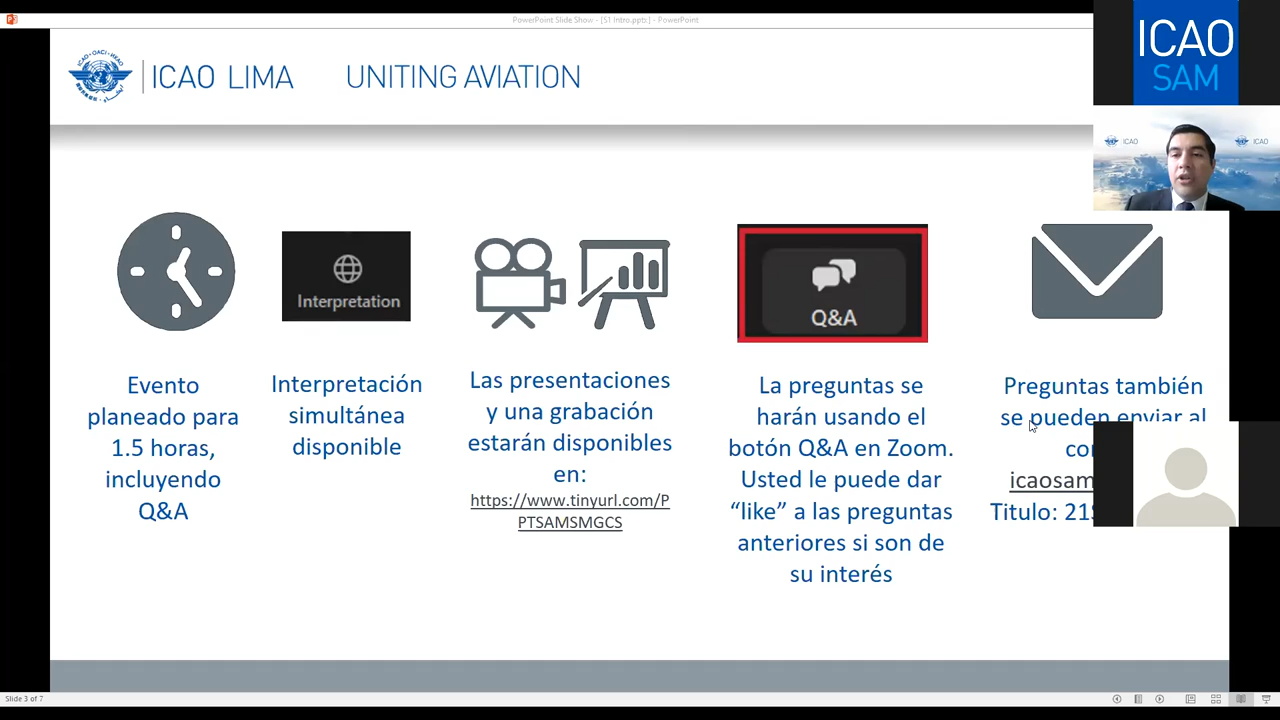 PowerPoint Slide Show - [S1 Intro.pptx] - PowerPoint
ICAO LIMA
UNITING AVIATION
ICAO
SAM
ICAO
ICAO
Interpretation
Q&A
Evento
planeado para
1.5 horas,
incluyendo
Q&A
Interpretación
simultánea
disponible
Las presentaciones
y una grabación
estarán disponibles
en:
https://www.tinyurl.com/P
PTSAMSMGCS
La preguntas se
harán usando el
botón Q&A en Zoom.
Usted le puede dar
“like” a las preguntas
anteriores si son de
su interés
Preguntas también
se pueden enviar al
icaosam
Titulo:
Slide 3 of 7